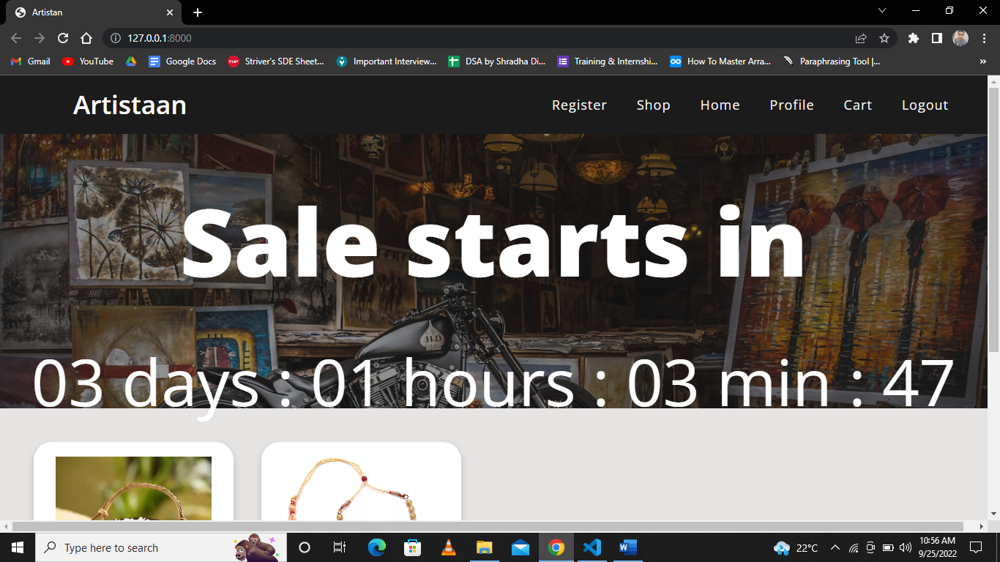 Artistan
127.0.0.1:8000
Gmail YouTube Google Docs Striver's SDE Sheet... Important Interview... DSA by Shradha Di... Training & Internshi... How To Master Arra... Paraphrasing Tool |... »
Artistaan Register Shop Home Profile Cart Logout
Sale starts in
H-D
03 days : 01 hours : 03 min : 47
Type here to search 22°C 10:56 AM
9/25/2022